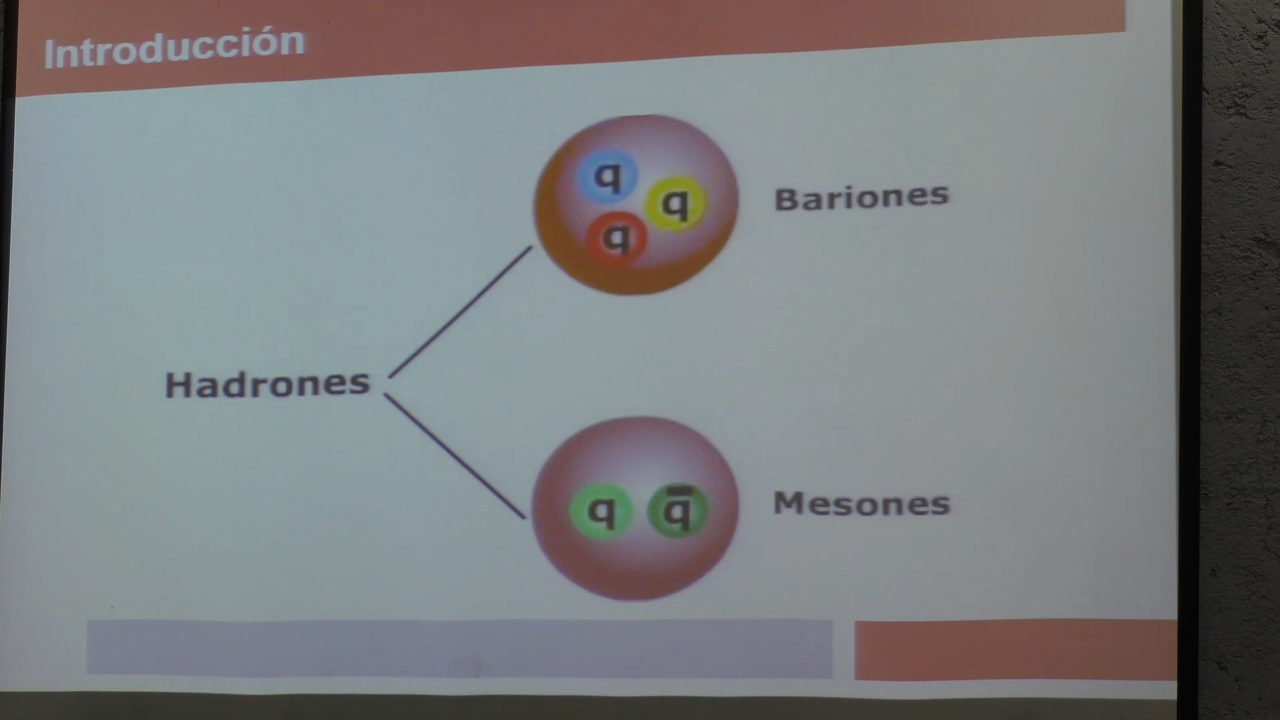 Introducción
q
q
q
Bariones
Hadrones
q q̄
Mesones